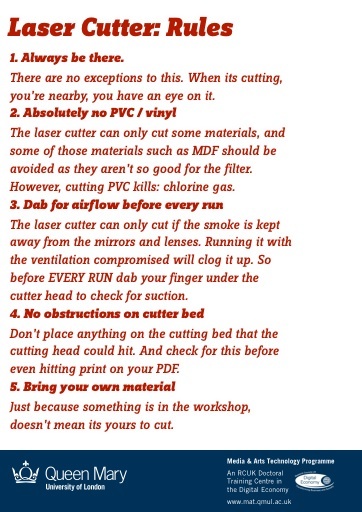 Laser Cutter: Rules
1. Always be there.
There are no exceptions to this. When its cutting,
you're nearby, you have an eye on it.
2. Absolutely no PVC / vinyl
The laser cutter can only cut some materials, and
some of those materials such as MDF should be
avoided as they aren't so good for the filter.
However, cutting PVC kills: chlorine gas.
3. Dab for airflow before every run
The laser cutter can only cut if the smoke is kept
away from the mirrors and lenses. Running it with
the ventilation compromised will clog it up. So
before EVERY RUN dab your finger under the
cutter head to check for suction.
4. No obstructions on cutter bed
Don't place anything on the cutting bed that the
cutting head could hit. And check for this before
even hitting print on your PDF.
5. Bring your own material
Just because something is in the workshop,
doesn't mean its yours to cut.
Queen Mary
University of London
Media & Arts Technology Programme
An RCUK Doctoral
Training Centre in
the Digital Economy
www.mat.qmul.ac.uk
Digital
Economy